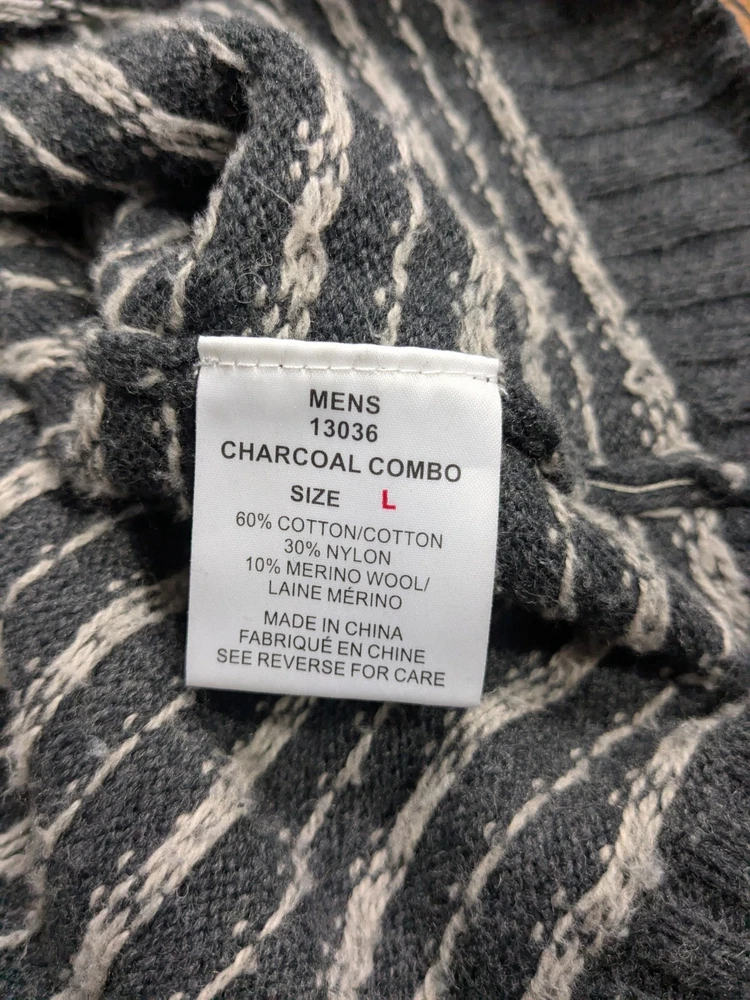 MENS
13036
CHARCOAL COMBO
SIZE L
60% COTTON/COTTON
30% NYLON
10% MERINO WOOL/
LAINE MÉRINO
MADE IN CHINA
FABRIQUÉ EN CHINE
SEE REVERSE FOR CARE